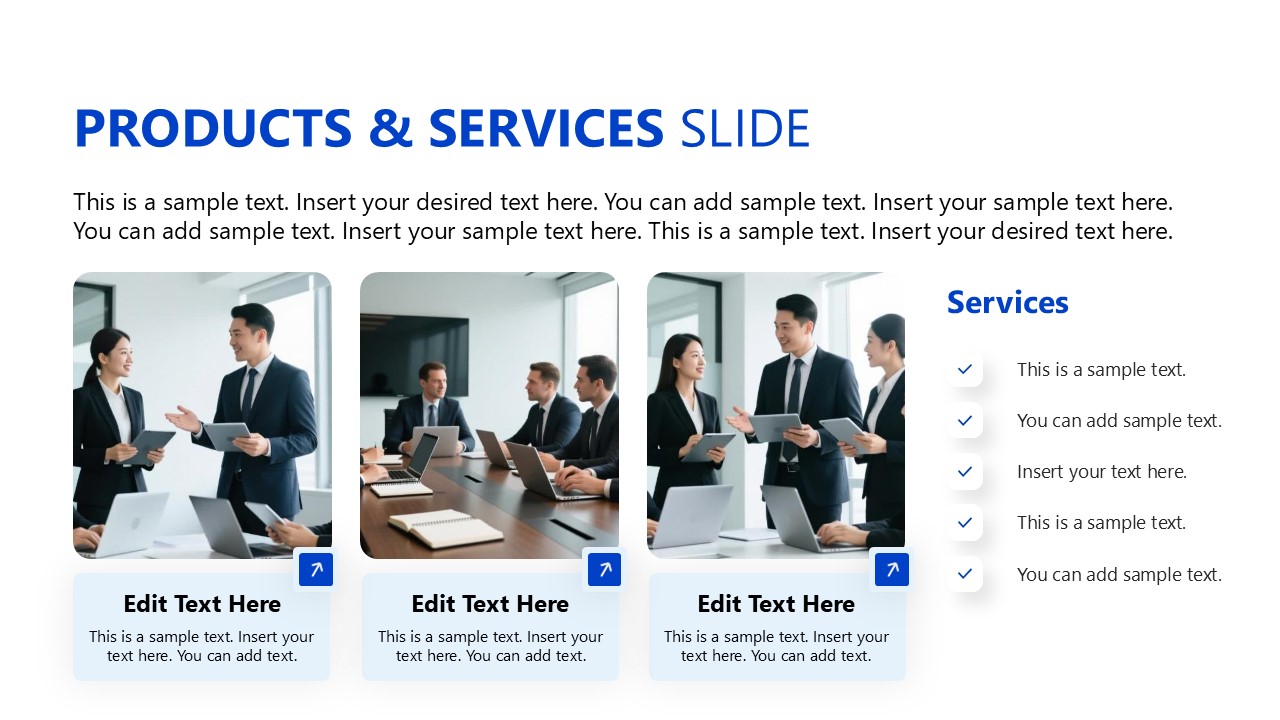 PRODUCTS & SERVICES SLIDE
This is a sample text. Insert your desired text here. You can add sample text. Insert your sample text here.
You can add sample text. Insert your sample text here. This is a sample text. Insert your desired text here.
Edit Text Here
This is a sample text. Insert your
text here. You can add text.
Edit Text Here
This is a sample text. Insert your
text here. You can add text.
Edit Text Here
This is a sample text. Insert your
text here. You can add text.
Services
This is a sample text.
You can add sample text.
Insert your text here.
This is a sample text.
You can add sample text.